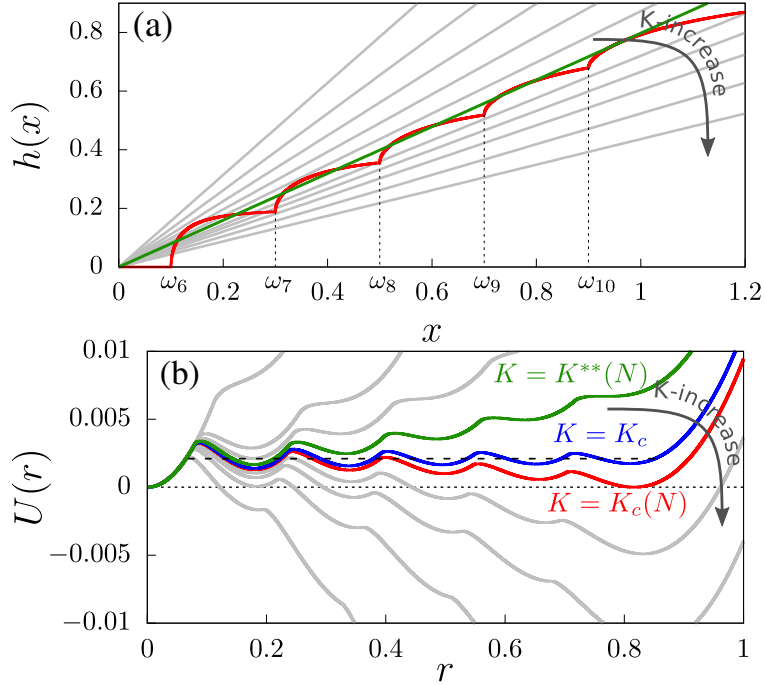 (a)
K-increase
h(x)
0.8
0.6
0.4
0.2
0
0 ω6 0.2 ω7 0.4 ω8 0.6 ω9 0.8 ω10 1 1.2
x
(b)
K = K**(N)
K-increase
K = Kc
K = Kc(N)
U(r)
0.01
0.005
0
−0.005
−0.01
0 0.2 0.4 0.6 0.8 1
r